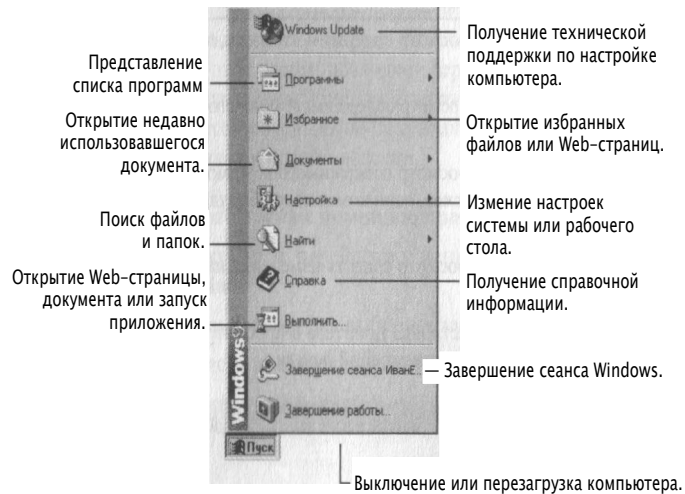 Windows Update
Получение технической
поддержки по настройке
компьютера.
Представление
списка программ
Программы
Открытие недавно
использовавшегося
документа.
Избранное
Открытие избранных
файлов или Web-страниц.
Документы
Настройка
Измение настроек
системы или рабочего
стола.
Поиск файлов
и папок.
Найти
Открытие Web-страницы,
документа или запуск
приложения.
Справка
Получение справочной
информации.
Выполнить...
Завершение сеанса ИванЕ...
Завершение сеанса Windows.
Завершение работы...
Windows98
Пуск
Выключение или перезагрузка компьютера.